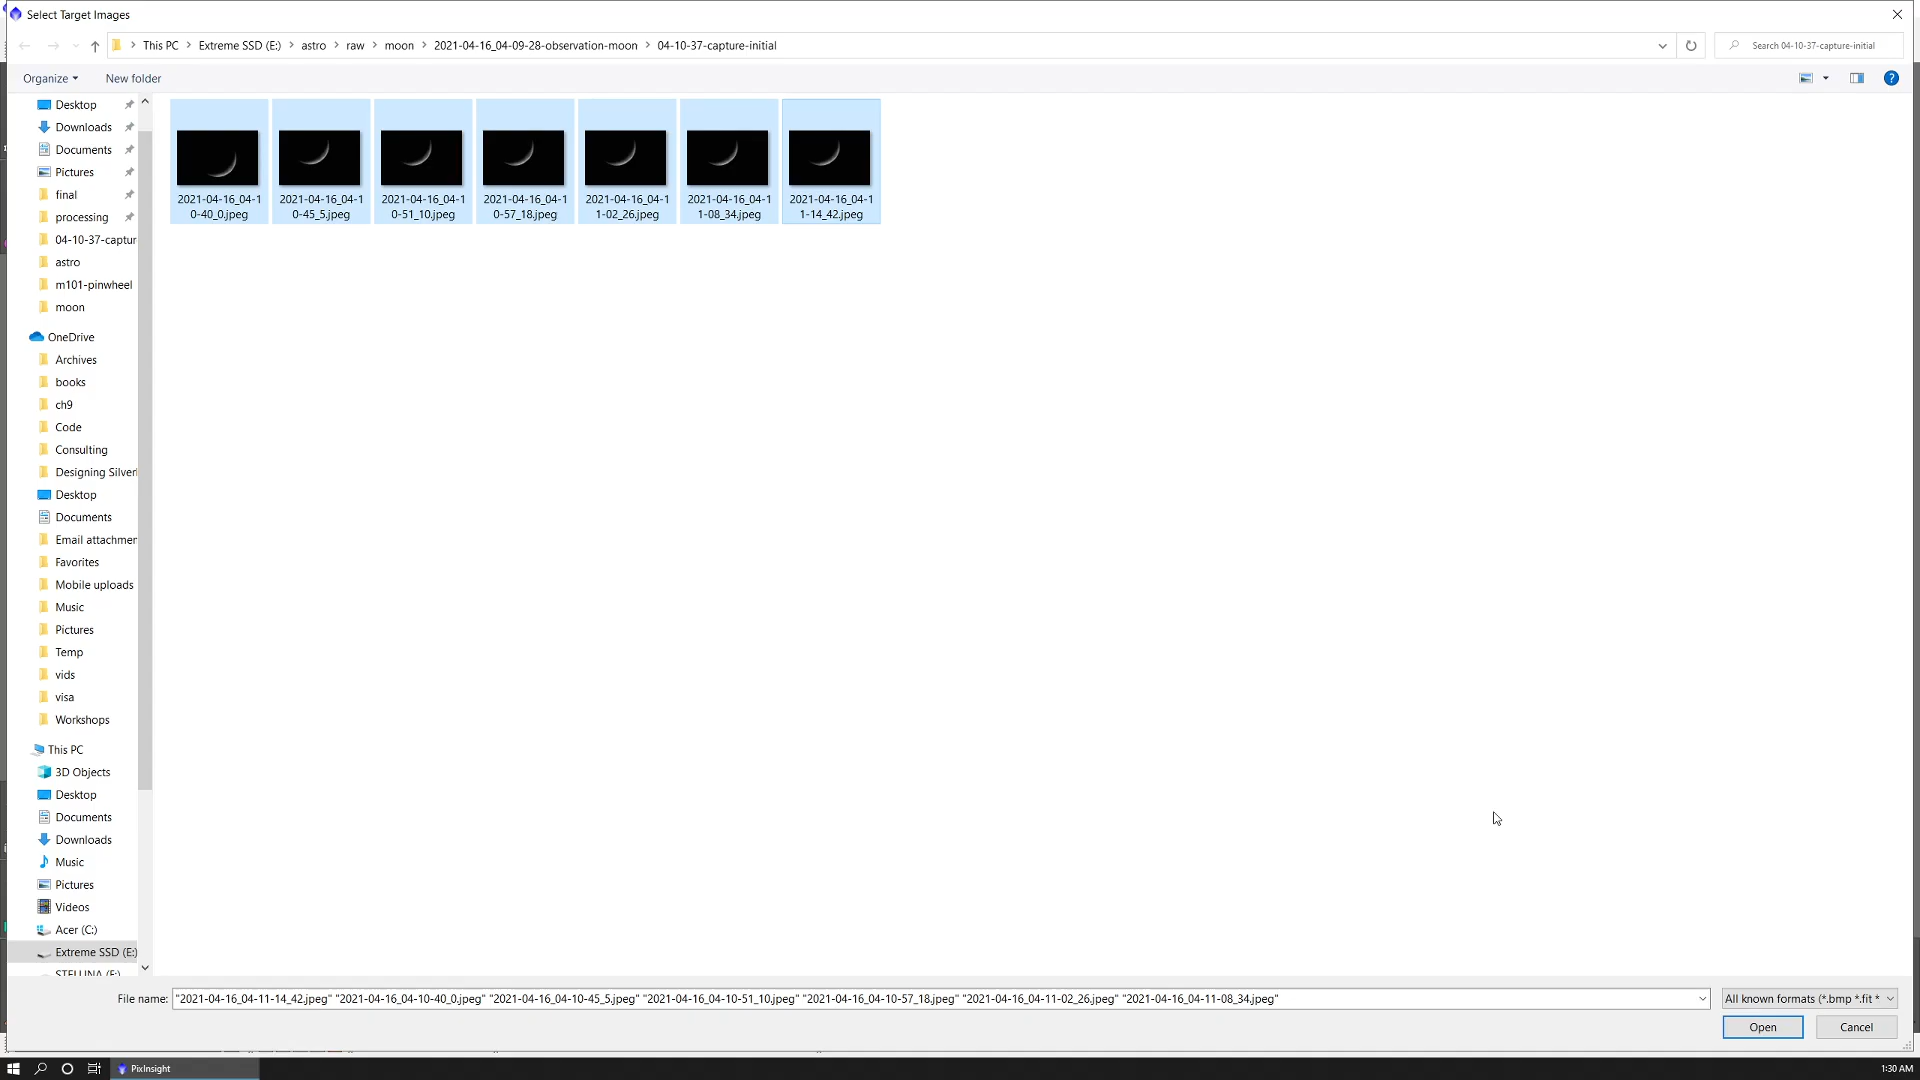 Select Target Images
This PC > Extreme SSD (E:) > astro > raw > moon > 2021-04-16_04-09-28-observation-moon > 04-10-37-capture-initial
Search 04-10-37-capture-initial
Organize
New folder
Desktop
Downloads
Documents
Pictures
final
processing
04-10-37-captur
astro
m101-pinwheel
moon
OneDrive
Archives
books
ch9
Code
Consulting
Designing Silverl
Desktop
Documents
Email attachmen
Favorites
Mobile uploads
Music
Pictures
Temp
vids
visa
Workshops
This PC
3D Objects
Desktop
Documents
Downloads
Music
Pictures
Videos
Acer (C:)
Extreme SSD (E:)
STELLINA (F:)
2021-04-16_04-1
0-40_0.jpeg
2021-04-16_04-1
0-45_5.jpeg
2021-04-16_04-1
0-51_10.jpeg
2021-04-16_04-1
0-57_18.jpeg
2021-04-16_04-1
1-02_26.jpeg
2021-04-16_04-1
1-08_34.jpeg
2021-04-16_04-1
1-14_42.jpeg
File name: "2021-04-16_04-11-14_42.jpeg" "2021-04-16_04-10-40_0.jpeg" "2021-04-16_04-10-45_5.jpeg" "2021-04-16_04-10-51_10.jpeg" "2021-04-16_04-10-57_18.jpeg" "2021-04-16_04-11-02_26.jpeg" "2021-04-16_04-11-08_34.jpeg"
All known formats (*.bmp *.fit *
Open
Cancel
PixInsight
1:30 AM